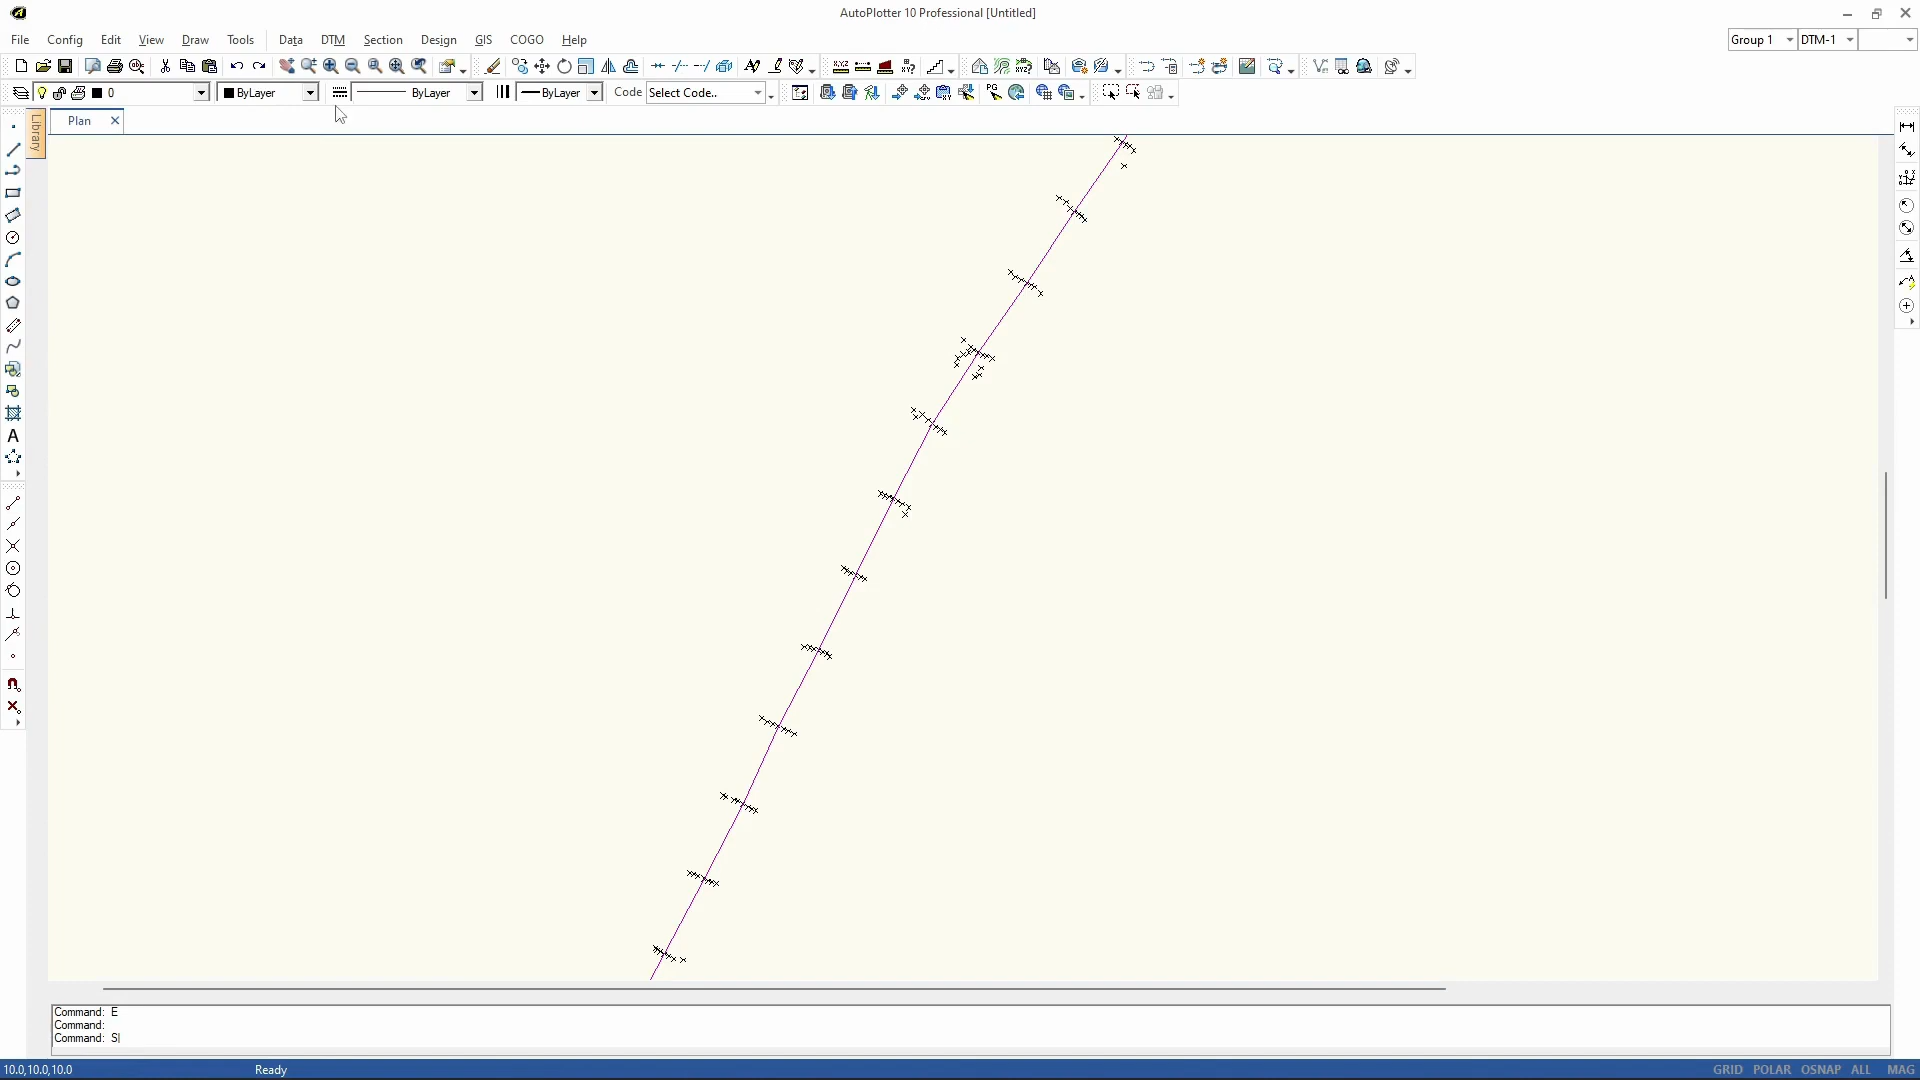 AutoPlotter 10 Professional [Untitled]
File Config Edit View Draw Tools Data DTM Section Design GIS COGO Help
Group 1 DTM-1
0 ByLayer ByLayer ByLayer Code Select Code..
Plan
Library
Command: E
Command:
Command: S
10.0,10.0,10.0 Ready GRID POLAR OSNAP ALL MAG